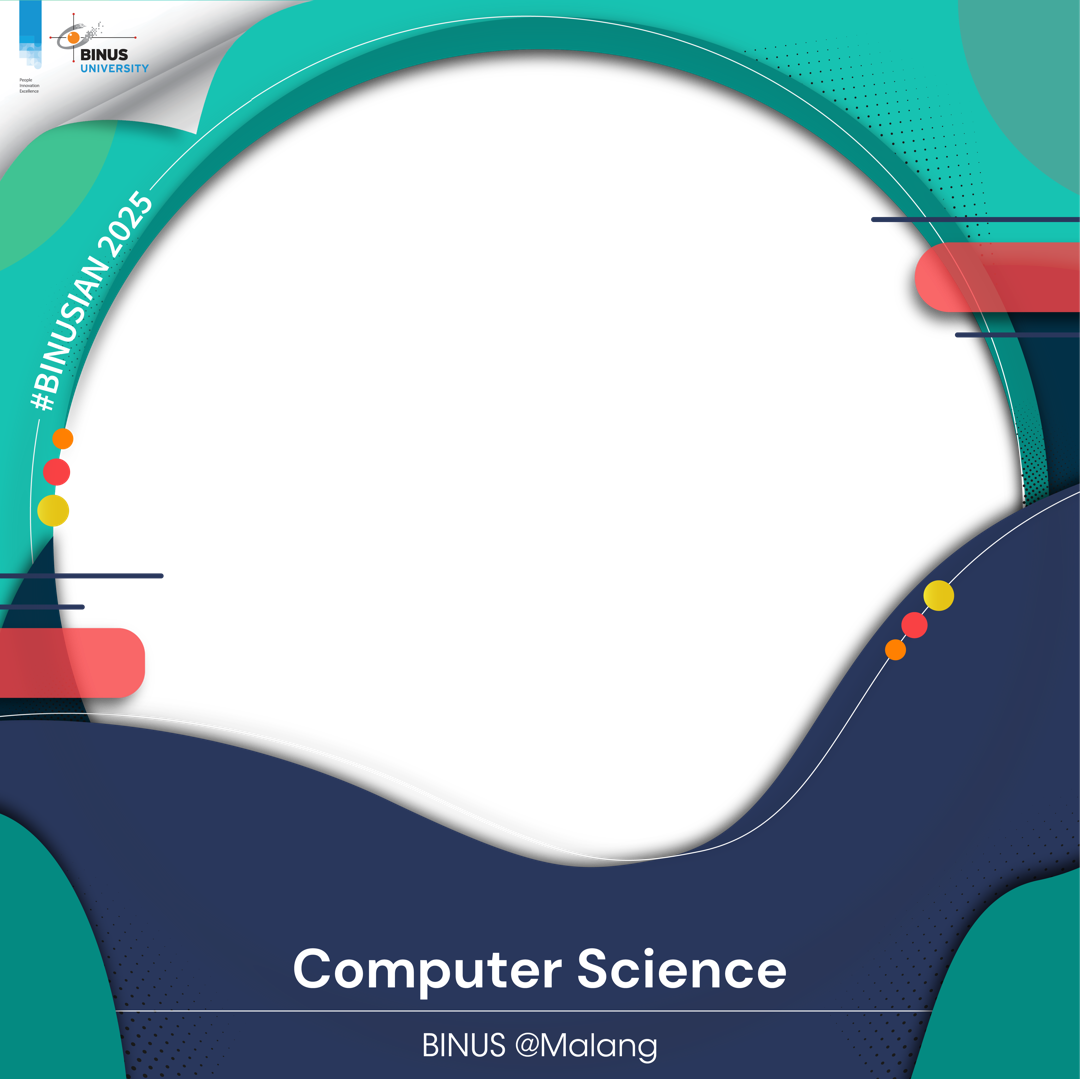 BINUS
UNIVERSITY
People
Innovation
Excellence
#BINUSIAN 2025
Computer Science
BINUS @Malang